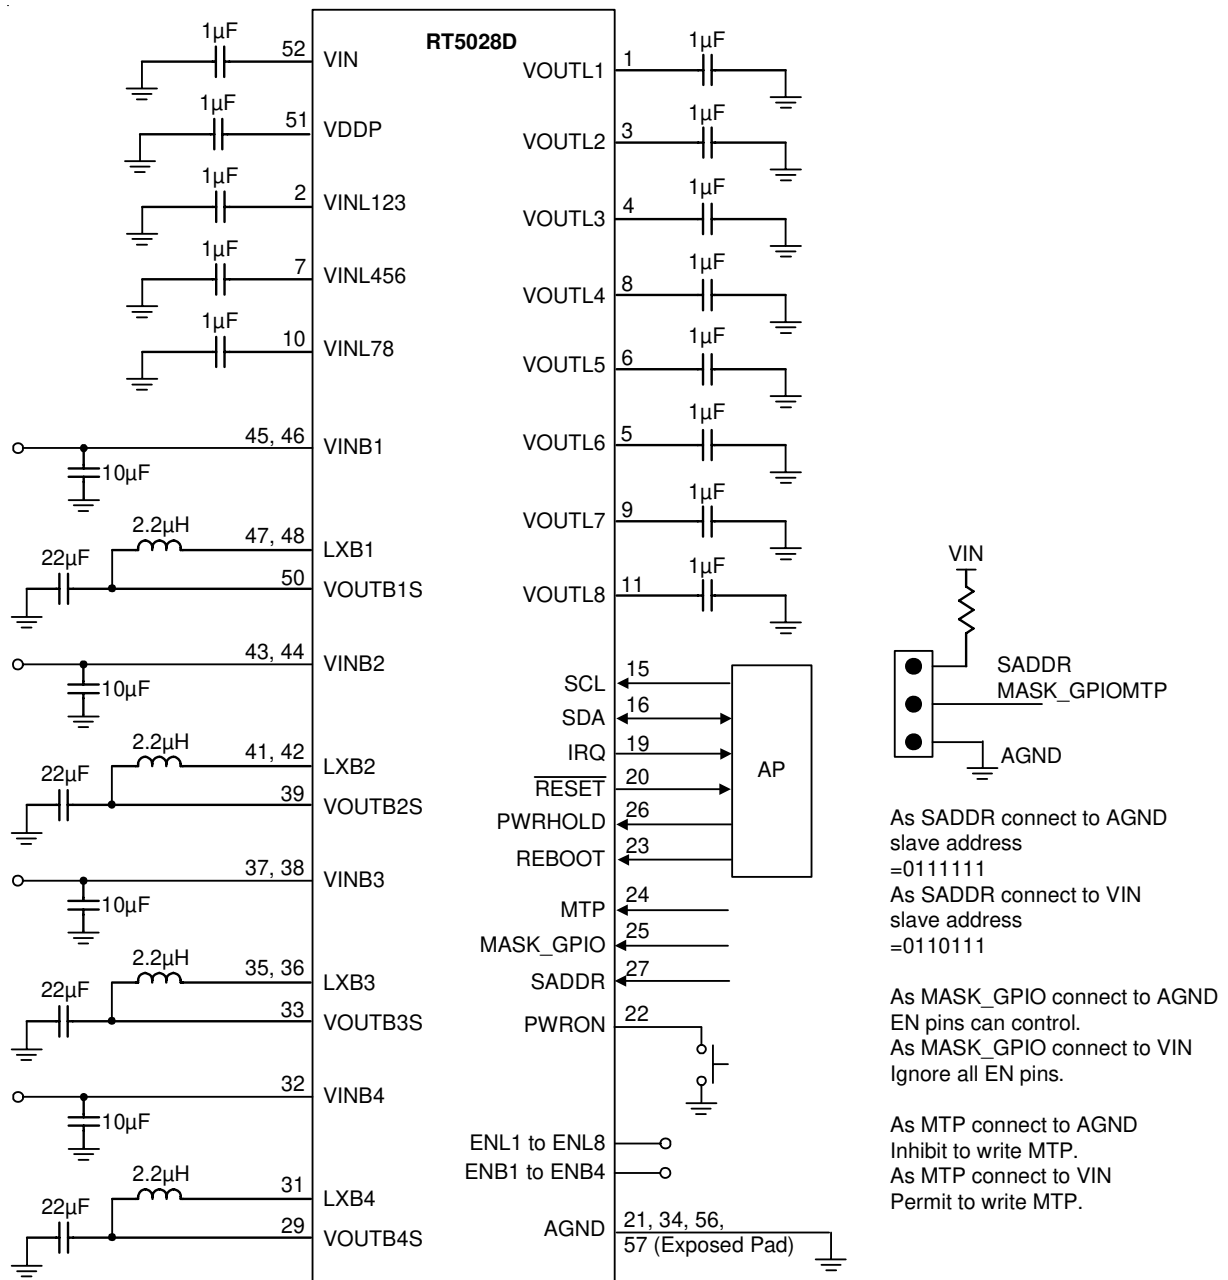 RT5028D
1µF
52
VIN
1µF
51
VDDP
1µF
2
VINL123
1µF
7
VINL456
1µF
10
VINL78
45, 46
VINB1
10µF
2.2µH
47, 48
LXB1
22µF
50
VOUTB1S
43, 44
VINB2
10µF
2.2µH
41, 42
LXB2
22µF
39
VOUTB2S
37, 38
VINB3
10µF
2.2µH
35, 36
LXB3
22µF
33
VOUTB3S
32
VINB4
10µF
2.2µH
31
LXB4
22µF
29
VOUTB4S
1µF
VOUTL1
1
1µF
VOUTL2
3
1µF
VOUTL3
4
1µF
VOUTL4
8
1µF
VOUTL5
6
1µF
VOUTL6
5
1µF
VOUTL7
9
1µF
VOUTL8
11
SCL
15
SDA
16
IRQ
19
RESET
20
PWRHOLD
26
REBOOT
23
AP
MTP
24
MASK_GPIO
25
SADDR
27
PWRON
22
ENL1 to ENL8
ENB1 to ENB4
AGND
21, 34, 56,
57 (Exposed Pad)
VIN
SADDR
MASK_GPIOMTP
AGND
As SADDR connect to AGND
slave address
=0111111
As SADDR connect to VIN
slave address
=0110111
As MASK_GPIO connect to AGND
EN pins can control.
As MASK_GPIO connect to VIN
Ignore all EN pins.
As MTP connect to AGND
Inhibit to write MTP.
As MTP connect to VIN
Permit to write MTP.